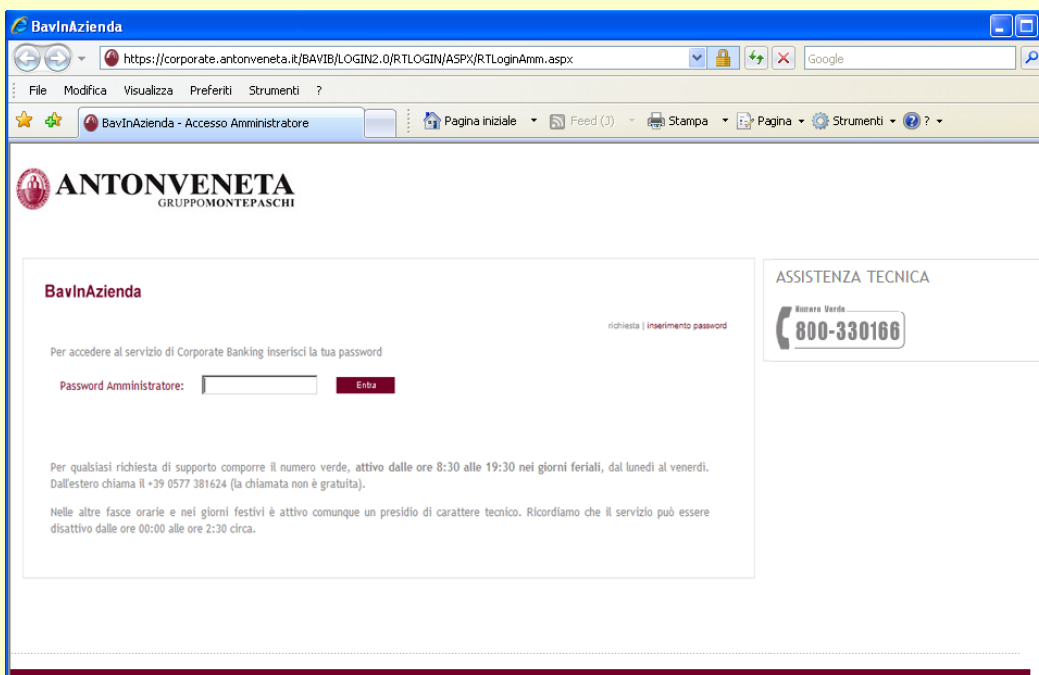 BavInAzienda
https://corporate.antonveneta.it/BAVIB/LOGIN2.0/RTLOGIN/ASPX/RTLoginAmm.aspx
Google
File Modifica Visualizza Preferiti Strumenti ?
BavInAzienda - Accesso Amministratore
Pagina iniziale Feed (J) Stampa Pagina Strumenti ?
ANTONVENETA
GRUPPOMONTEPASCHI
BavInAzienda
richiesta | inserimento password
Per accedere al servizio di Corporate Banking inserisci la tua password
Password Amministratore: Entra
Per qualsiasi richiesta di supporto comporre il numero verde, attivo dalle ore 8:30 alle 19:30 nei giorni feriali, dal lunedì al venerdì.
Dall'estero chiama il +39 0577 381624 (la chiamata non è gratuita).
Nelle altre fasce orarie e nei giorni festivi è attivo comunque un presidio di carattere tecnico. Ricordiamo che il servizio può essere
disattivo dalle ore 00:00 alle ore 2:30 circa.
ASSISTENZA TECNICA
Numero Verde
800-330166